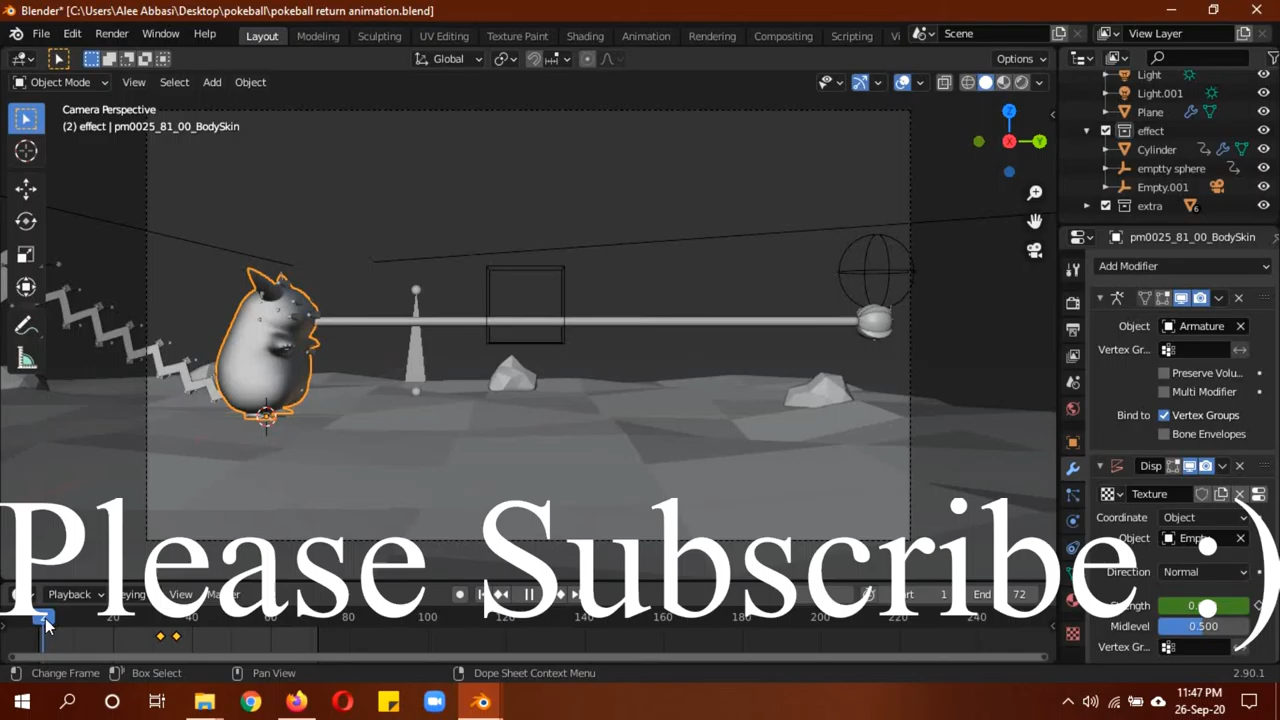 Blender* [C:\Users\Alee Abbasi\Desktop\pokeball\pokeball return animation.blend]
File Edit Render Window Help Layout Modeling Sculpting UV Editing Texture Paint Shading Animation Rendering Compositing Scripting Vi Scene View Layer
Global Options
Object Mode View Select Add Object
Camera Perspective
(2) effect | pm0025_81_00_BodySkin
Light
Light.001
Plane
effect
Cylinder
emptty sphere
Empty.001
extra 6
pm0025_81_00_BodySkin
Add Modifier
Object Armature
Vertex Gr..
Preserve Volu...
Multi Modifier
Bind to Vertex Groups
Bone Envelopes
Disp
Texture
Coordinate Object
Object
Direction Normal
Strength
Midlevel 0.500
Vertex Gr..
Please Subscribe :)
Playback View End 72
20 100 120 140 160 180 200 220 240
Change Frame Box Select Pan View Dope Sheet Context Menu 2.90.1
11:47 PM
26-Sep-20